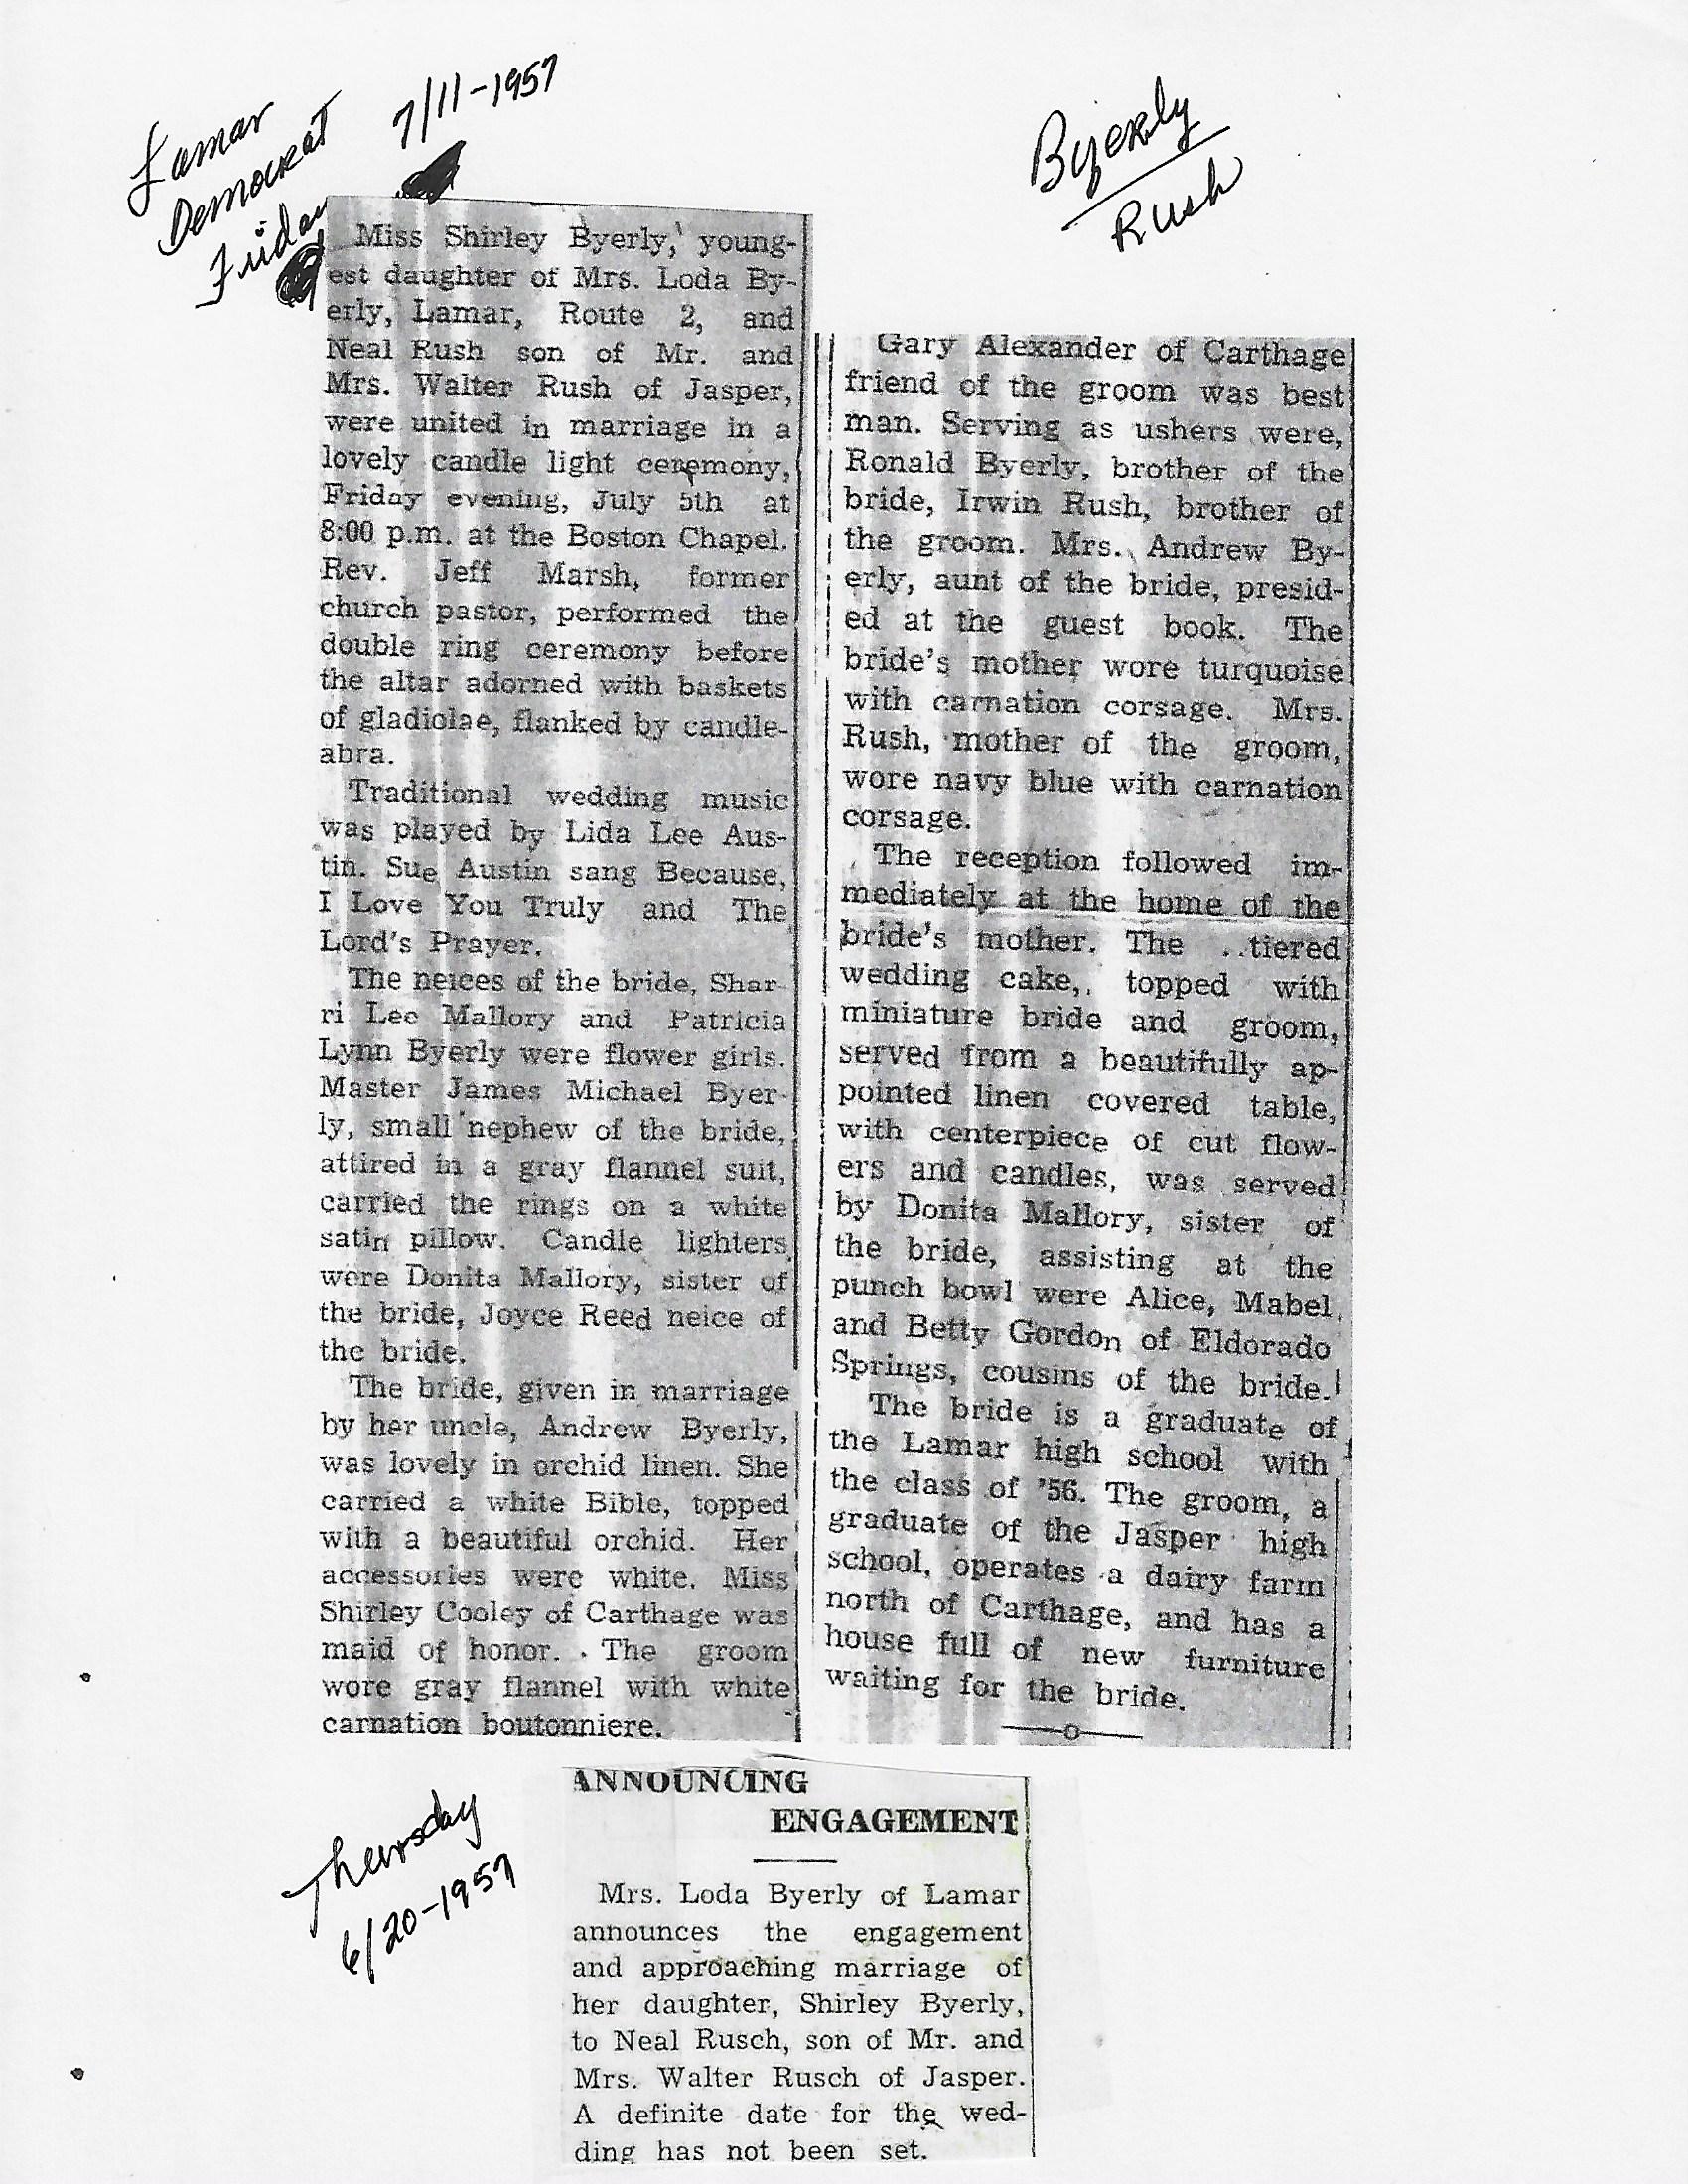 Lamar
Democrat
Friday
7/11-1957
Byerly
Rush
Miss Shirley Byerly, young-
est daughter of Mrs. Loda By-
erly, Lamar, Route 2, and
Neal Rush son of Mr. and
Mrs. Walter Rush of Jasper,
were united in marriage in a
lovely candle light ceremony,
Friday evening, July 5th at
8:00 p.m. at the Boston Chapel.
Rev. Jeff Marsh, former
church pastor, performed the
double ring ceremony before
the altar adorned with baskets
of gladiolae, flanked by candle-
abra.
Traditional wedding music
was played by Lida Lee Aus-
tin. Sue Austin sang Because,
I Love You Truly and The
Lord's Prayer.
The neices of the bride, Shar-
ri Lee Mallory and Patricia
Lynn Byerly were flower girls.
Master James Michael Byer-
ly, small nephew of the bride,
attired in a gray flannel suit,
carried the rings on a white
satin pillow. Candle lighters
were Donita Mallory, sister of
the bride, Joyce Reed neice of
the bride.
The bride, given in marriage
by her uncle, Andrew Byerly,
was lovely in orchid linen. She
carried a white Bible, topped
with a beautiful orchid. Her
accessories were white. Miss
Shirley Cooley of Carthage was
maid of honor. The groom
wore gray flannel with white
carnation boutonniere.
Gary Alexander of Carthage
friend of the groom was best
man. Serving as ushers were,
Ronald Byerly, brother of the
bride, Irwin Rush, brother of
the groom. Mrs. Andrew By-
erly, aunt of the bride, presid-
ed at the guest book. The
bride's mother wore turquoise
with carnation corsage. Mrs.
Rush, mother of the groom,
wore navy blue with carnation
corsage.
The reception followed im-
mediately at the home of the
bride's mother. The ..tiered
wedding cake, topped with
miniature bride and groom,
served from a beautifully ap-
pointed linen covered table,
with centerpiece of cut flow-
ers and candles, was served
by Donita Mallory, sister of
the bride, assisting at the
punch bowl were Alice, Mabel
and Betty Gordon of Eldorado
Springs, cousins of the bride.
The bride is a graduate of
the Lamar high school with
the class of '56. The groom, a
graduate of the Jasper high
school, operates a dairy farm
north of Carthage, and has a
house full of new furniture
waiting for the bride.
Thursday
6/20-1957
ANNOUNCING
ENGAGEMENT
Mrs. Loda Byerly of Lamar
announces the engagement
and approaching marriage of
her daughter, Shirley Byerly,
to Neal Rusch, son of Mr. and
Mrs. Walter Rusch of Jasper.
A definite date for the wed-
ding has not been set.